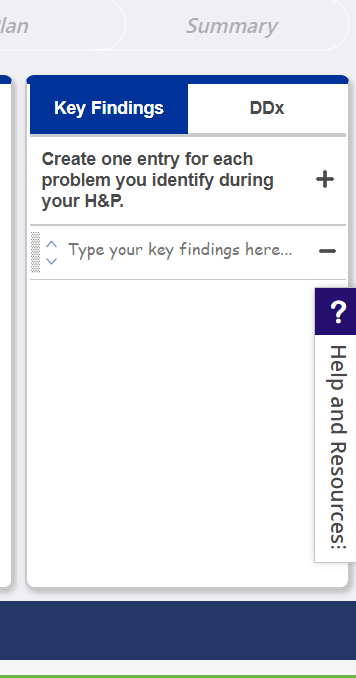 lan
Summary
Key Findings
DDx
Create one entry for each
problem you identify during
your H&P.
Type your key findings here...
?
Help and Resources: